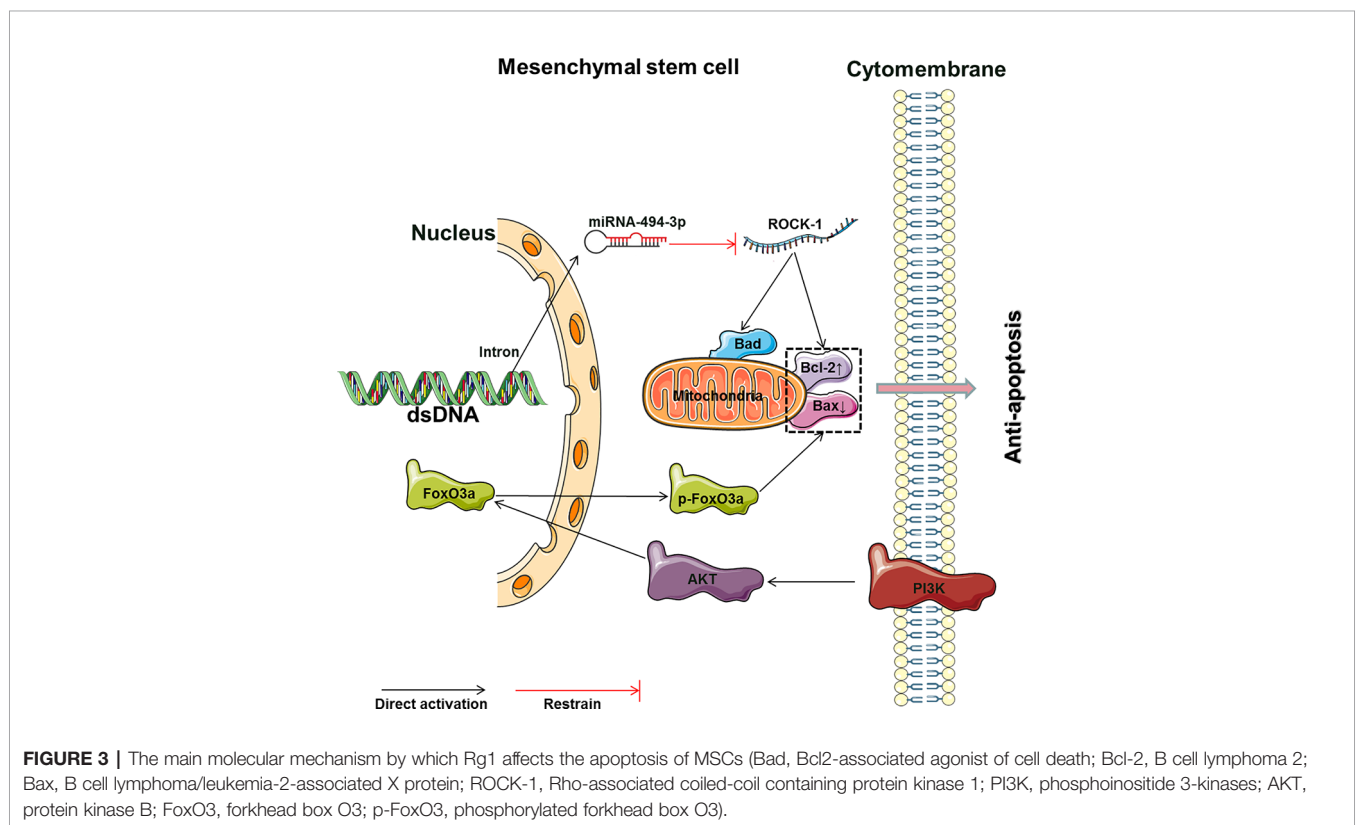 Mesenchymal stem cell
Cytomembrane
Nucleus
miRNA-494-3p
ROCK-1
Intron
dsDNA
Bad
Bcl-2↑
Mitochondria
Bax↓
Anti-apoptosis
FoxO3a
p-FoxO3a
AKT
PI3K
Direct activation
Restrain
FIGURE 3 | The main molecular mechanism by which Rg1 affects the apoptosis of MSCs (Bad, Bcl2-associated agonist of cell death; Bcl-2, B cell lymphoma 2;
Bax, B cell lymphoma/leukemia-2-associated X protein; ROCK-1, Rho-associated coiled-coil containing protein kinase 1; PI3K, phosphoinositide 3-kinases; AKT,
protein kinase B; FoxO3, forkhead box O3; p-FoxO3, phosphorylated forkhead box O3).